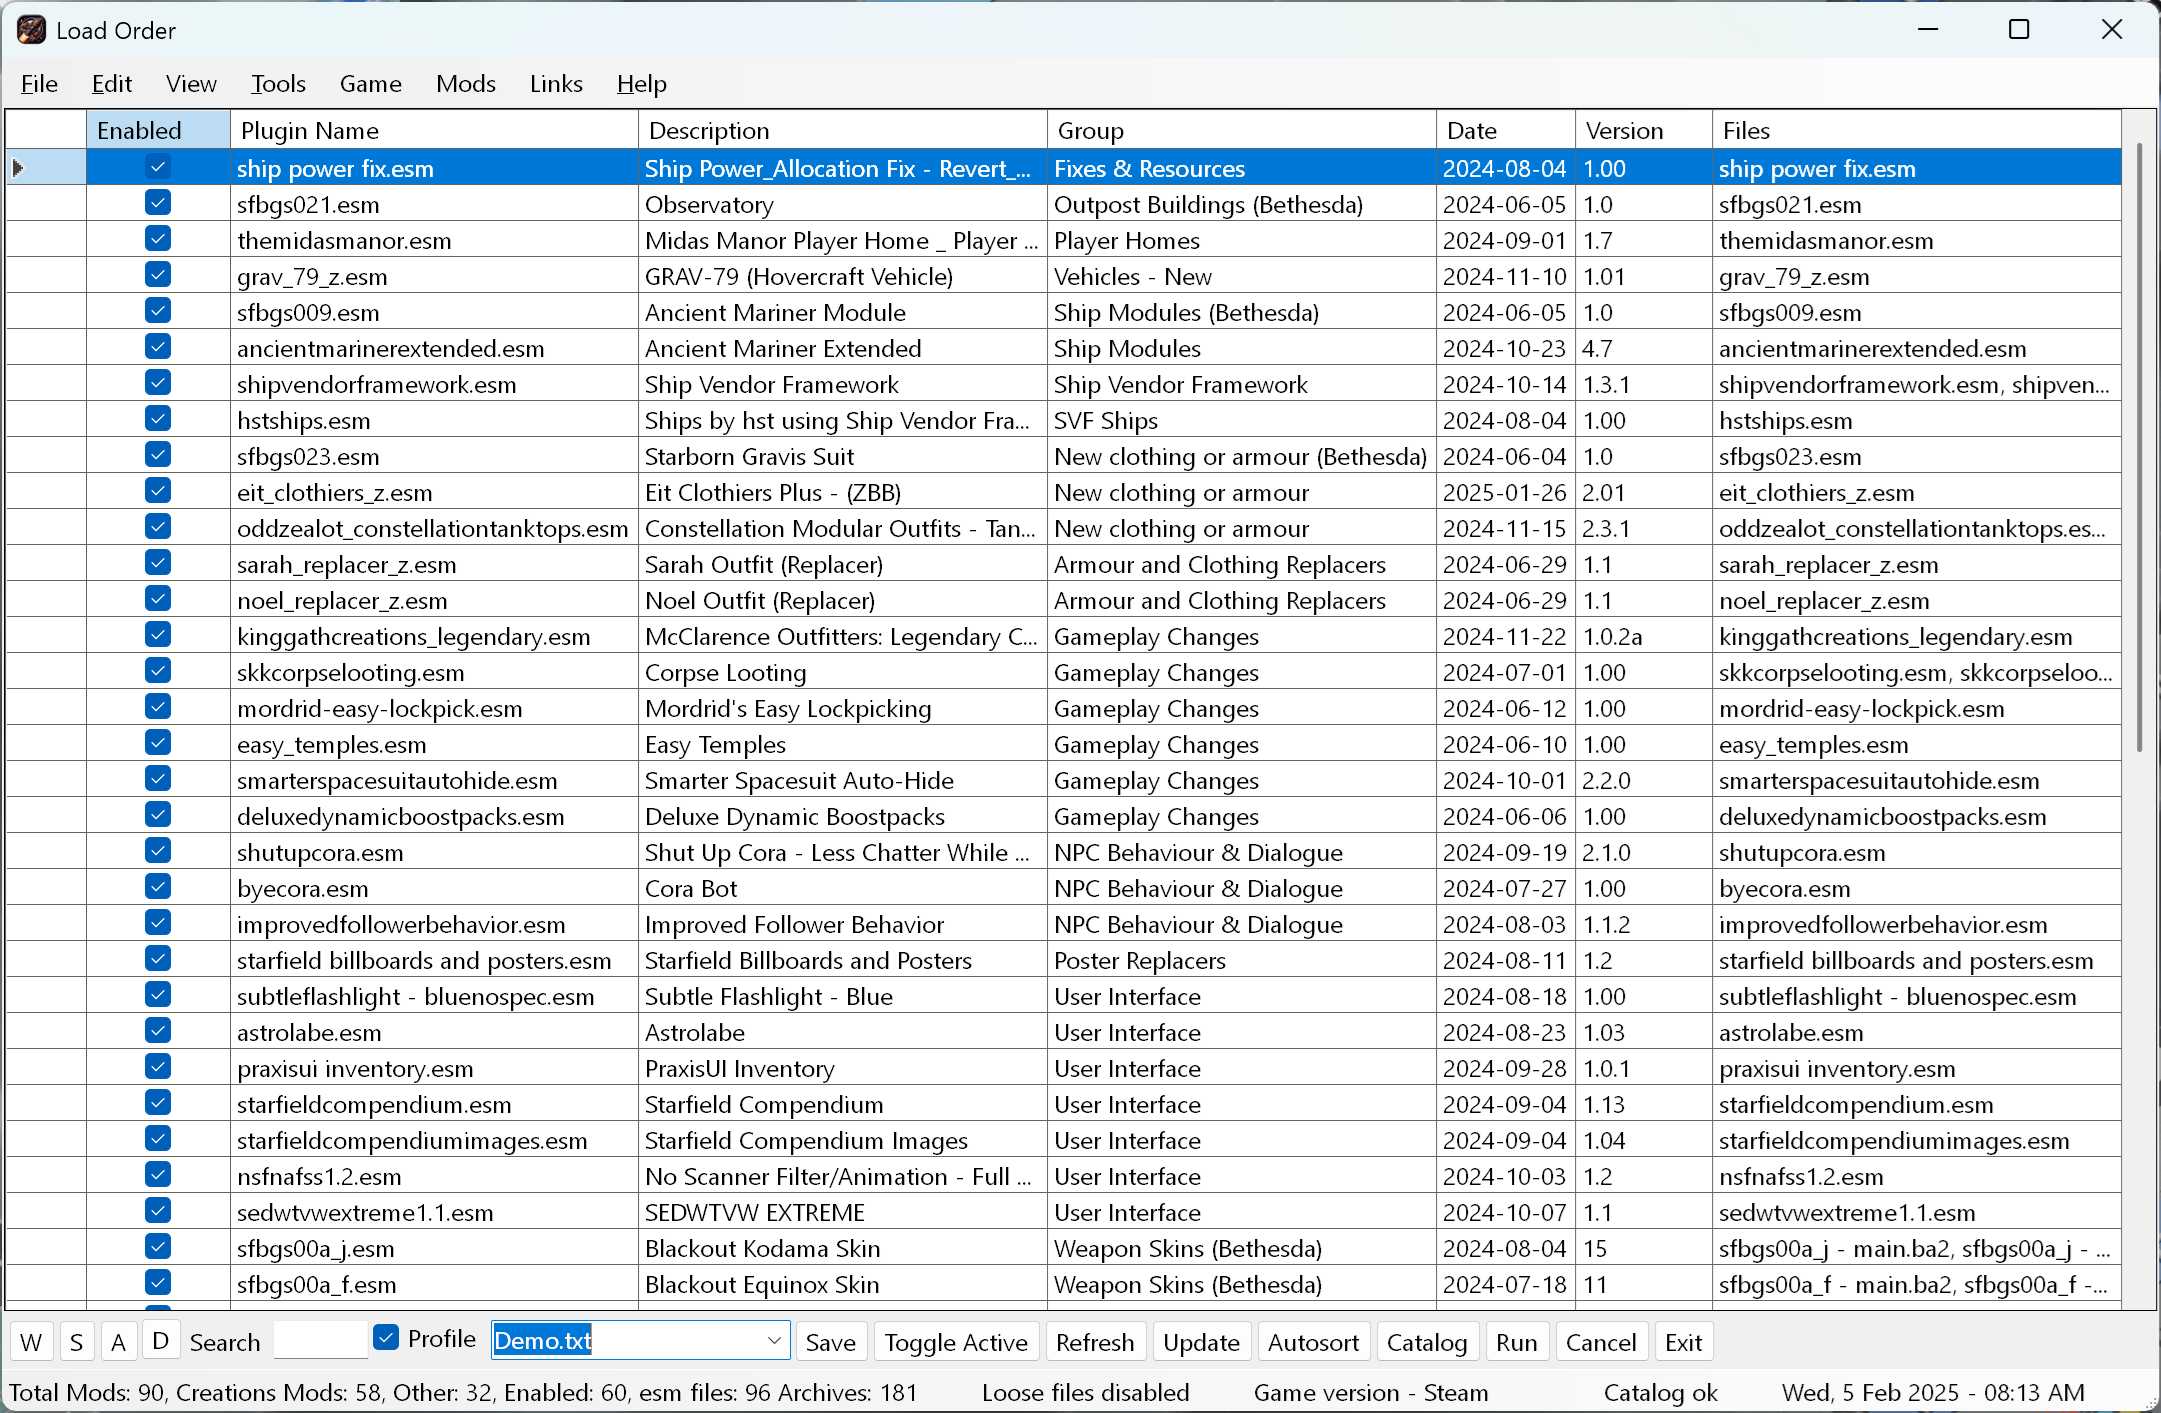 Load Order
File Edit View Tools Game Mods Links Help
Enabled Plugin Name Description Group Date Version Files
ship power fix.esm Ship Power_Allocation Fix - Revert_... Fixes & Resources 2024-08-04 1.00 ship power fix.esm
sfbgs021.esm Observatory Outpost Buildings (Bethesda) 2024-06-05 1.0 sfbgs021.esm
themidasmanor.esm Midas Manor Player Home _ Player ... Player Homes 2024-09-01 1.7 themidasmanor.esm
grav_79_z.esm GRAV-79 (Hovercraft Vehicle) Vehicles - New 2024-11-10 1.01 grav_79_z.esm
sfbgs009.esm Ancient Mariner Module Ship Modules (Bethesda) 2024-06-05 1.0 sfbgs009.esm
ancientmarinerextended.esm Ancient Mariner Extended Ship Modules 2024-10-23 4.7 ancientmarinerextended.esm
shipvendorframework.esm Ship Vendor Framework Ship Vendor Framework 2024-10-14 1.3.1 shipvendorframework.esm, shipven...
hstships.esm Ships by hst using Ship Vendor Fra... SVF Ships 2024-08-04 1.00 hstships.esm
sfbgs023.esm Starborn Gravis Suit New clothing or armour (Bethesda) 2024-06-04 1.0 sfbgs023.esm
eit_clothiers_z.esm Eit Clothiers Plus - (ZBB) New clothing or armour 2025-01-26 2.01 eit_clothiers_z.esm
oddzealot_constellationtanktops.esm Constellation Modular Outfits - Tan... New clothing or armour 2024-11-15 2.3.1 oddzealot_constellationtanktops.es...
sarah_replacer_z.esm Sarah Outfit (Replacer) Armour and Clothing Replacers 2024-06-29 1.1 sarah_replacer_z.esm
noel_replacer_z.esm Noel Outfit (Replacer) Armour and Clothing Replacers 2024-06-29 1.1 noel_replacer_z.esm
kinggathcreations_legendary.esm McClarence Outfitters: Legendary C... Gameplay Changes 2024-11-22 1.0.2a kinggathcreations_legendary.esm
skkcorpselooting.esm Corpse Looting Gameplay Changes 2024-07-01 1.00 skkcorpselooting.esm, skkcorpseloo...
mordrid-easy-lockpick.esm Mordrid's Easy Lockpicking Gameplay Changes 2024-06-12 1.00 mordrid-easy-lockpick.esm
easy_temples.esm Easy Temples Gameplay Changes 2024-06-10 1.00 easy_temples.esm
smarterspacesuitautohide.esm Smarter Spacesuit Auto-Hide Gameplay Changes 2024-10-01 2.2.0 smarterspacesuitautohide.esm
deluxedynamicboostpacks.esm Deluxe Dynamic Boostpacks Gameplay Changes 2024-06-06 1.00 deluxedynamicboostpacks.esm
shutupcora.esm Shut Up Cora - Less Chatter While ... NPC Behaviour & Dialogue 2024-09-19 2.1.0 shutupcora.esm
byecora.esm Cora Bot NPC Behaviour & Dialogue 2024-07-27 1.00 byecora.esm
improvedfollowerbehavior.esm Improved Follower Behavior NPC Behaviour & Dialogue 2024-08-03 1.1.2 improvedfollowerbehavior.esm
starfield billboards and posters.esm Starfield Billboards and Posters Poster Replacers 2024-08-11 1.2 starfield billboards and posters.esm
subtleflashlight - bluenospec.esm Subtle Flashlight - Blue User Interface 2024-08-18 1.00 subtleflashlight - bluenospec.esm
astrolabe.esm Astrolabe User Interface 2024-08-23 1.03 astrolabe.esm
praxisui inventory.esm PraxisUI Inventory User Interface 2024-09-28 1.0.1 praxisui inventory.esm
starfieldcompendium.esm Starfield Compendium User Interface 2024-09-04 1.13 starfieldcompendium.esm
starfieldcompendiumimages.esm Starfield Compendium Images User Interface 2024-09-04 1.04 starfieldcompendiumimages.esm
nsfnafss1.2.esm No Scanner Filter/Animation - Full ... User Interface 2024-10-03 1.2 nsfnafss1.2.esm
sedwtvwextreme1.1.esm SEDWTVW EXTREME User Interface 2024-10-07 1.1 sedwtvwextreme1.1.esm
sfbgs00a_j.esm Blackout Kodama Skin Weapon Skins (Bethesda) 2024-08-04 15 sfbgs00a_j - main.ba2, sfbgs00a_j - ...
sfbgs00a_f.esm Blackout Equinox Skin Weapon Skins (Bethesda) 2024-07-18 11 sfbgs00a_f - main.ba2, sfbgs00a_f -...
W S A D Search Profile Demo.txt Save Toggle Active Refresh Update Autosort Catalog Run Cancel Exit
Total Mods: 90, Creations Mods: 58, Other: 32, Enabled: 60, esm files: 96 Archives: 181 Loose files disabled Game version - Steam Catalog ok Wed, 5 Feb 2025 - 08:13 AM